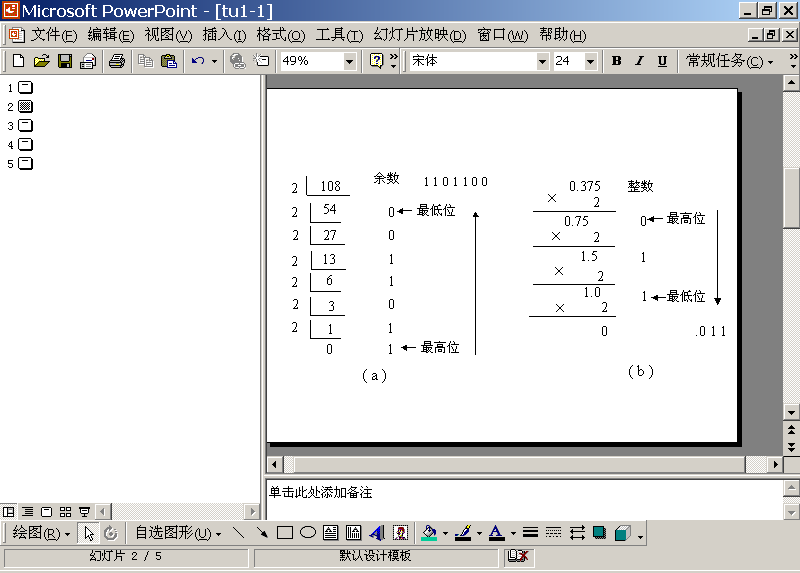 Microsoft PowerPoint - [tu1-1]
文件(F) 编辑(E) 视图(V) 插入(I) 格式(O) 工具(T) 幻灯片放映(D) 窗口(W) 帮助(H)
49% 宋体 24 B I U 常规任务(C)
1
2
3
4
5
余数 1101100
2 108
2 54 0 最低位
2 27 0
2 13 1
2 6 1
2 3 0
2 1 1
0 1 最高位
(a)
0.375 整数
× 2
0.75 0 最高位
× 2
1.5 1
× 2
1.0 1 最低位
× 2
0 .011
(b)
单击此处添加备注
绘图(R) 自选图形(U)
幻灯片 2 / 5 默认设计模板